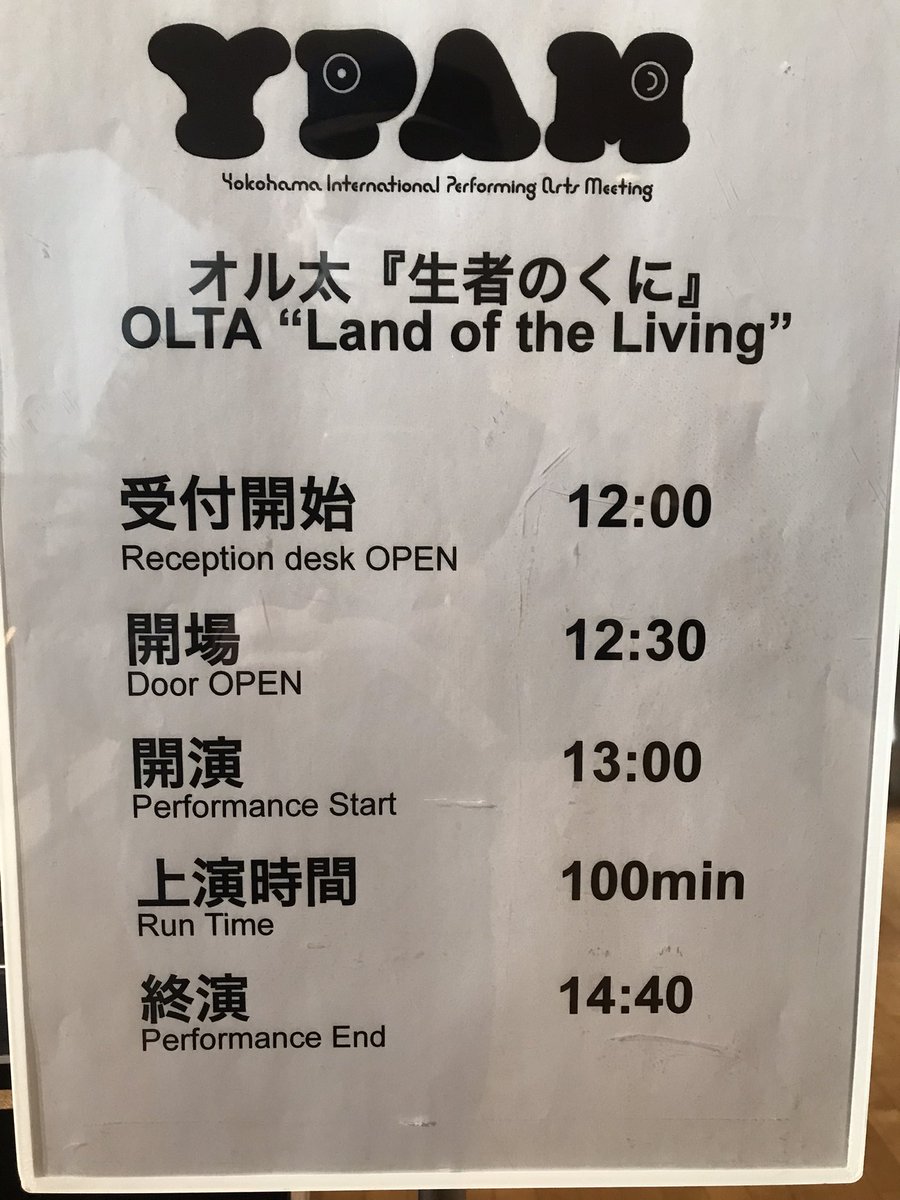 YPAM
Yokohama International Performing Arts Meeting
オル太『生者のくに』
OLTA “Land of the Living”
受付開始 12:00
Reception desk OPEN
開場 12:30
Door OPEN
開演 13:00
Performance Start
上演時間 100min
Run Time
終演 14:40
Performance End